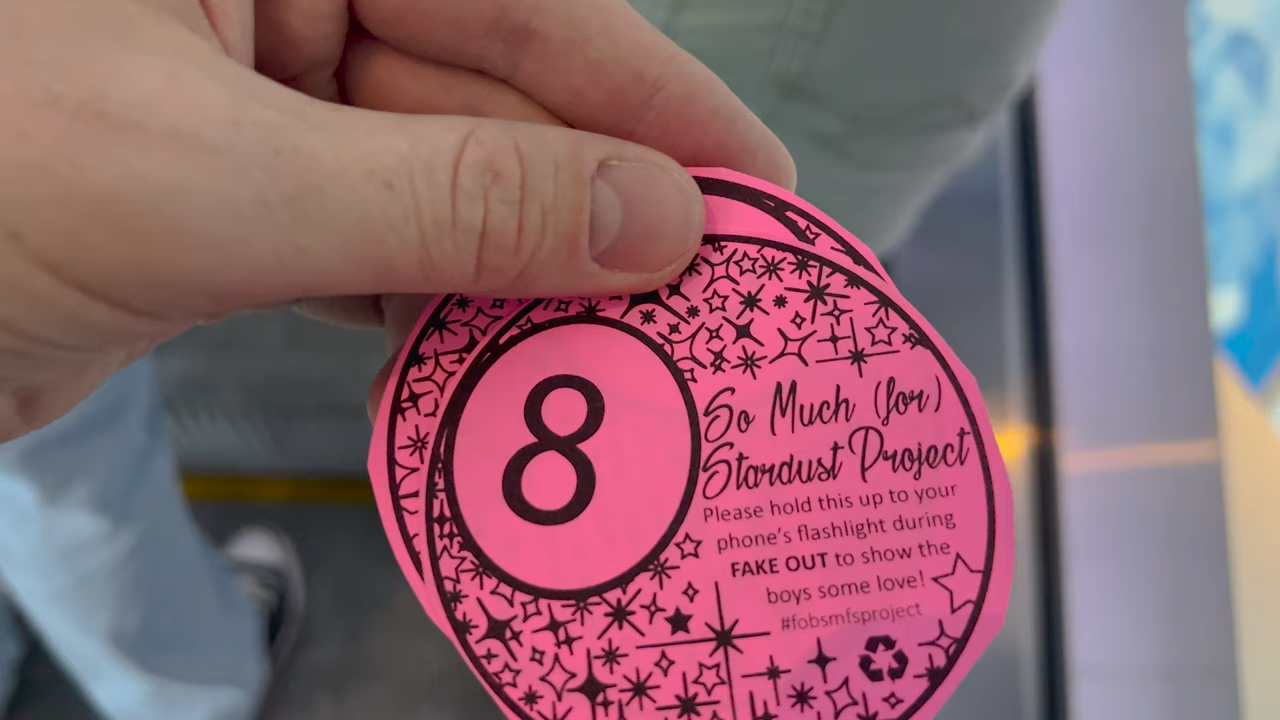 8
So Much (for)
Stardust Project
Please hold this up to your
phone's flashlight during
FAKE OUT to show the
boys some love!
#fobsmfsproject